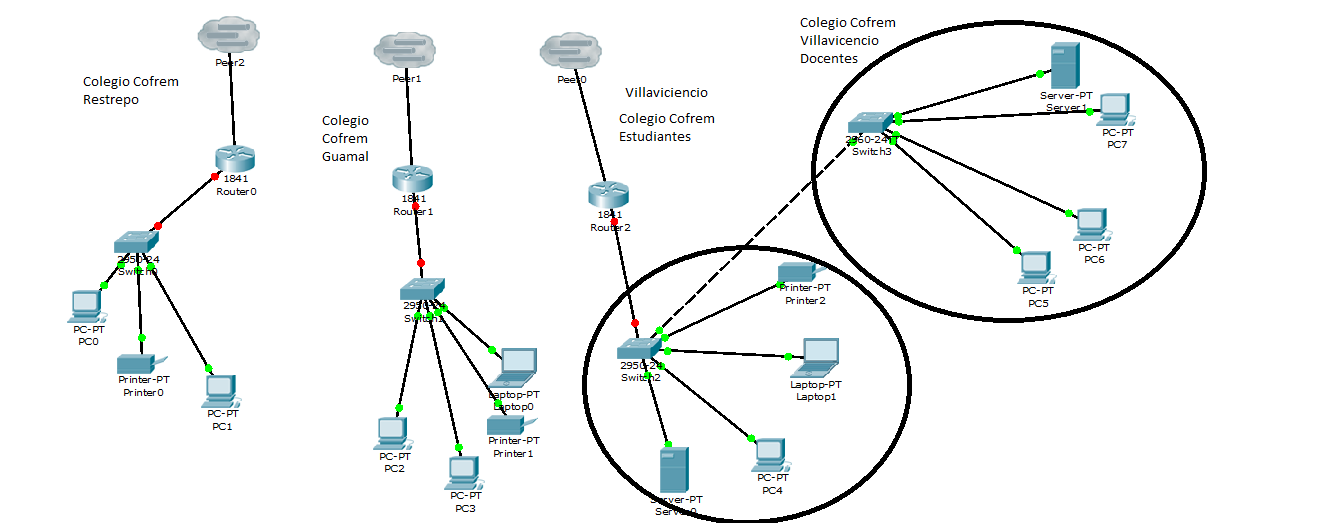 Peer2
Colegio Cofrem
Restrepo
1841
Router0
2950-24
Switch0
PC-PT
PC0
Printer-PT
Printer0
PC-PT
PC1
Peer1
Colegio
Cofrem
Guamal
1841
Router1
2950-24
Switch1
Laptop-PT
Laptop0
PC-PT
PC2
Printer-PT
Printer1
PC-PT
PC3
Peer0
Villaviciencio
Colegio Cofrem
Estudiantes
1841
Router2
Printer-PT
Printer2
2950-24
Switch2
Laptop-PT
Laptop1
PC-PT
PC4
Server-PT
Server0
Colegio Cofrem
Villavicencio
Docentes
Server-PT
Server1
PC-PT
PC7
Switch3
PC-PT
PC6
PC-PT
PC5